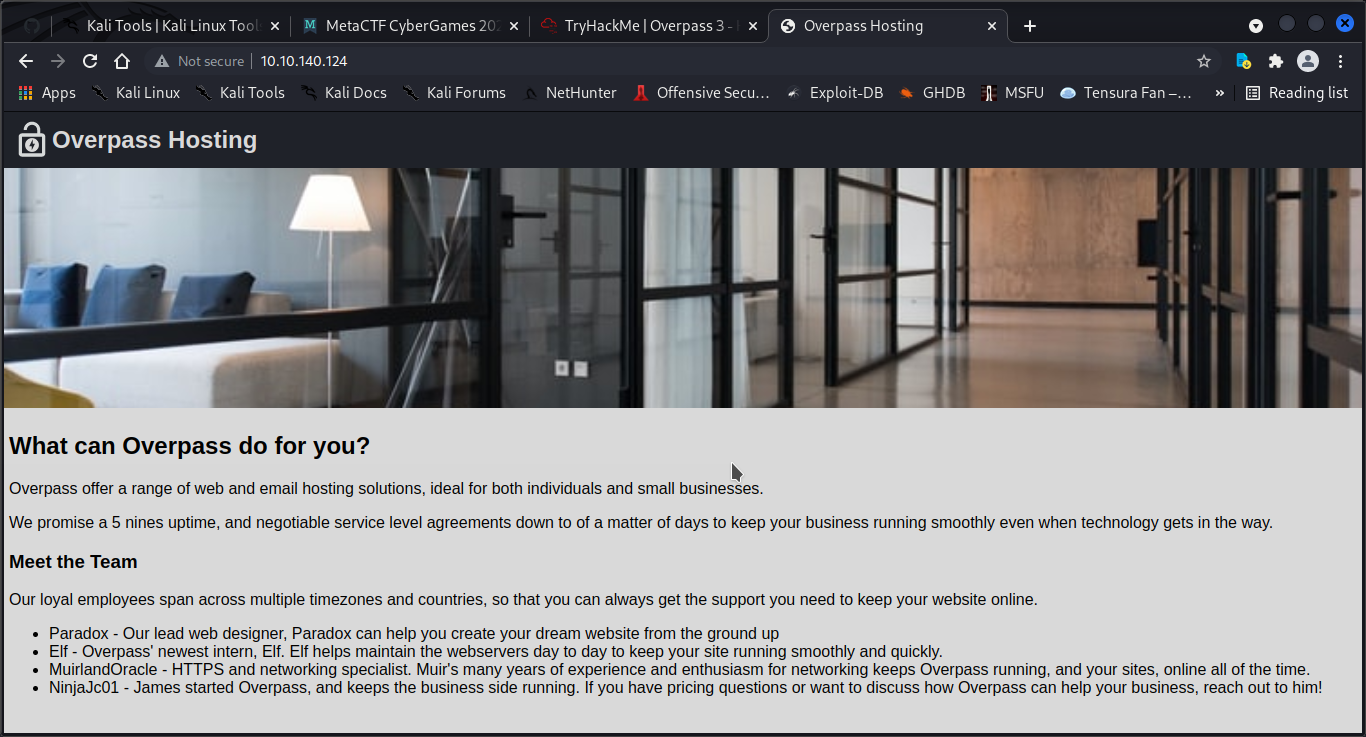 Kali Tools | Kali Linux Tools
MetaCTF CyberGames 202
TryHackMe | Overpass 3 -
Overpass Hosting
Not secure
10.10.140.124
Apps
Kali Linux
Kali Tools
Kali Docs
Kali Forums
NetHunter
Offensive Secu…
Exploit-DB
GHDB
MSFU
Tensura Fan –…
»
Reading list
Overpass Hosting
What can Overpass do for you?
Overpass offer a range of web and email hosting solutions, ideal for both individuals and small businesses.
We promise a 5 nines uptime, and negotiable service level agreements down to of a matter of days to keep your business running smoothly even when technology gets in the way.
Meet the Team
Our loyal employees span across multiple timezones and countries, so that you can always get the support you need to keep your website online.
• Paradox - Our lead web designer, Paradox can help you create your dream website from the ground up
• Elf - Overpass' newest intern, Elf. Elf helps maintain the webservers day to day to keep your site running smoothly and quickly.
• MuirlandOracle - HTTPS and networking specialist. Muir's many years of experience and enthusiasm for networking keeps Overpass running, and your sites, online all of the time.
• NinjaJc01 - James started Overpass, and keeps the business side running. If you have pricing questions or want to discuss how Overpass can help your business, reach out to him!